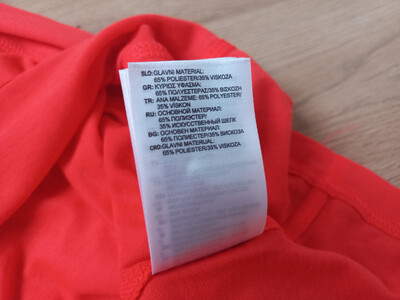 SLO: GLAVNI MATERIAL:
65% POLIESTER/35% VISKOZA
GR: ΚΥΡΙΟΣ ΥΦΑΣΜΑ:
65% ΠΟΛΥΕΣΤΕΡΑΣ/35% ΒΙΣΚΟΖΗ
TR: ANA MALZEME: 65% POLYESTER/
35% VISKON
RU: ОСНОВНОЙ МАТЕРИАЛ:
65% ПОЛИЭСТЕР/
35% ИСКУССТВЕННЫЙ ШЕЛК
BG: ОСНОВЕН МАТЕРИАЛ:
65% ПОЛИЕСТЕР/35% ВИСКОЗА
CRO: GLAVNI MATERIJAL:
65% POLIESTER/35% VISKOZA